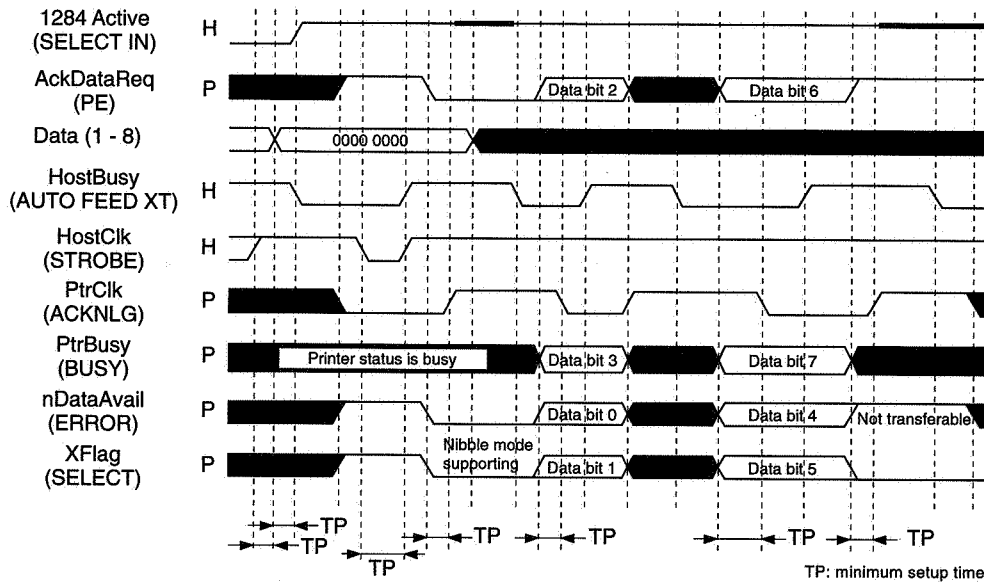 1284 Active
(SELECT IN)
H
AckDataReq
(PE)
P
Data bit 2
Data bit 6
Data (1 - 8)
0000 0000
HostBusy
(AUTO FEED XT)
H
HostClk
(STROBE)
H
PtrClk
(ACKNLG)
P
PtrBusy
(BUSY)
P
Printer status is busy
Data bit 3
Data bit 7
nDataAvail
(ERROR)
P
Data bit 0
Data bit 4
Not transferable
XFlag
(SELECT)
P
Nibble mode
supporting
Data bit 1
Data bit 5
TP
TP
TP
TP
TP
TP
TP
TP: minimum setup time